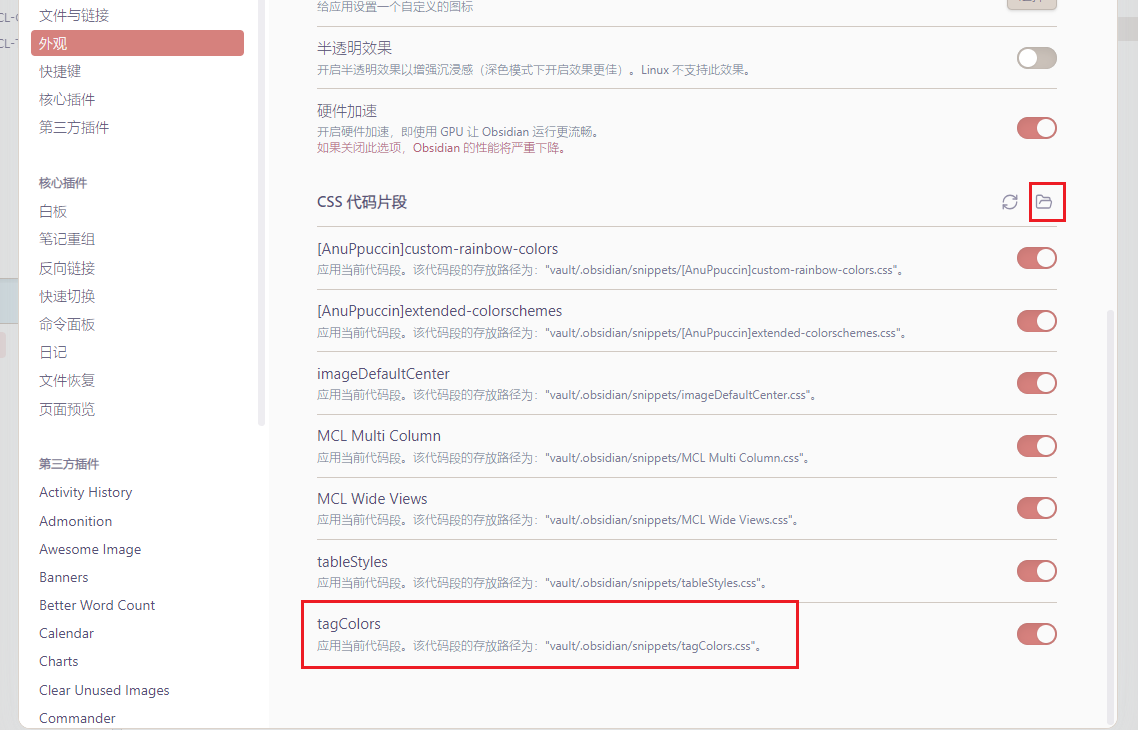 文件与链接
外观
快捷键
核心插件
第三方插件
核心插件
白板
笔记重组
反向链接
快速切换
命令面板
日记
文件恢复
页面预览
第三方插件
Activity History
Admonition
Awesome Image
Banners
Better Word Count
Calendar
Charts
Clear Unused Images
Commander
给应用设置一个自定义的图标
半透明效果
开启半透明效果以增强沉浸感（深色模式下开启效果更佳）。Linux 不支持此效果。
硬件加速
开启硬件加速，即使用 GPU 让 Obsidian 运行更流畅。
如果关闭此选项，Obsidian 的性能将严重下降。
CSS 代码片段
[AnuPpuccin]custom-rainbow-colors
应用当前代码段。该代码段的存放路径为："vault/.obsidian/snippets/[AnuPpuccin]custom-rainbow-colors.css"。
[AnuPpuccin]extended-colorschemes
应用当前代码段。该代码段的存放路径为："vault/.obsidian/snippets/[AnuPpuccin]extended-colorschemes.css"。
imageDefaultCenter
应用当前代码段。该代码段的存放路径为："vault/.obsidian/snippets/imageDefaultCenter.css"。
MCL Multi Column
应用当前代码段。该代码段的存放路径为："vault/.obsidian/snippets/MCL Multi Column.css"。
MCL Wide Views
应用当前代码段。该代码段的存放路径为："vault/.obsidian/snippets/MCL Wide Views.css"。
tableStyles
应用当前代码段。该代码段的存放路径为："vault/.obsidian/snippets/tableStyles.css"。
tagColors
应用当前代码段。该代码段的存放路径为："vault/.obsidian/snippets/tagColors.css"。